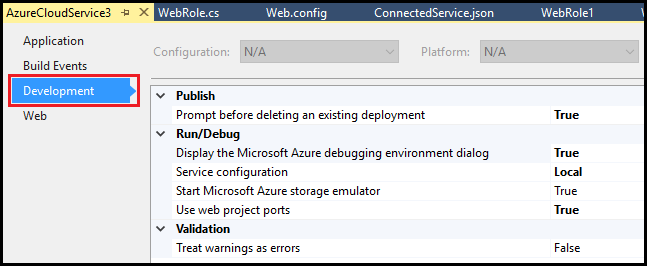 AzureCloudService3 WebRole.cs Web.config ConnectedService.json WebRole1
Application
Configuration: N/A Platform: N/A
Build Events
Development
Web
Publish
Prompt before deleting an existing deployment True
Run/Debug
Display the Microsoft Azure debugging environment dialog True
Service configuration Local
Start Microsoft Azure storage emulator True
Use web project ports True
Validation
Treat warnings as errors False